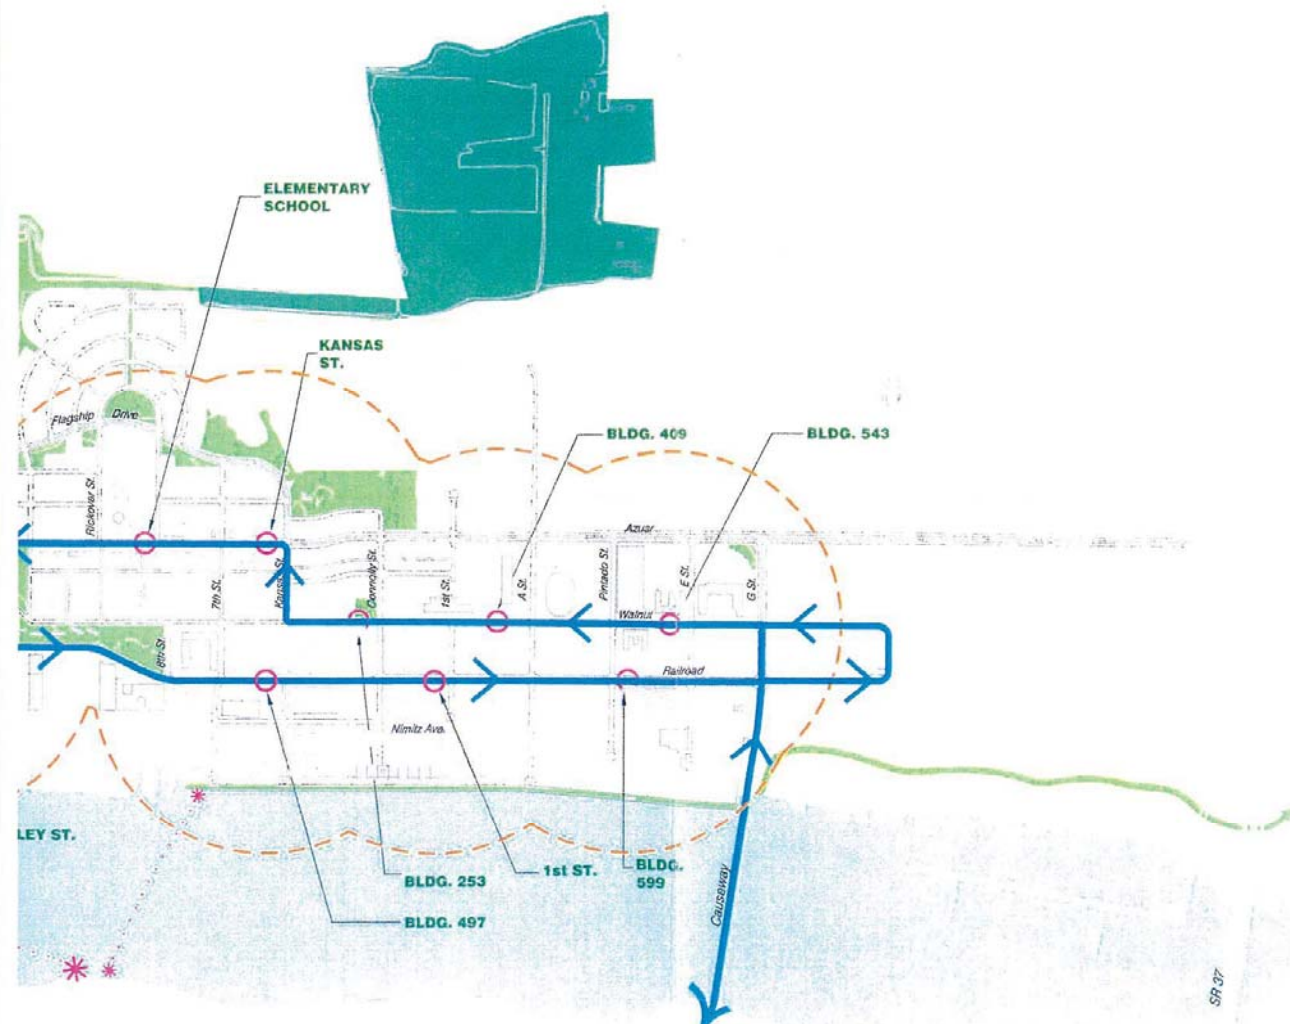 ELEMENTARY
SCHOOL
KANSAS
ST.
Flagship Drive
BLDG. 409
BLDG. 543
Rickover St.
Azuar
7th St.
Kansas St.
Connolly St.
1st St.
A St.
Pintado St.
E St.
G St.
Walnut
8th St.
Railroad
Nimitz Ave.
LEY ST.
BLDG. 253
1st ST.
BLDG.
599
BLDG. 497
Causeway
SR 37